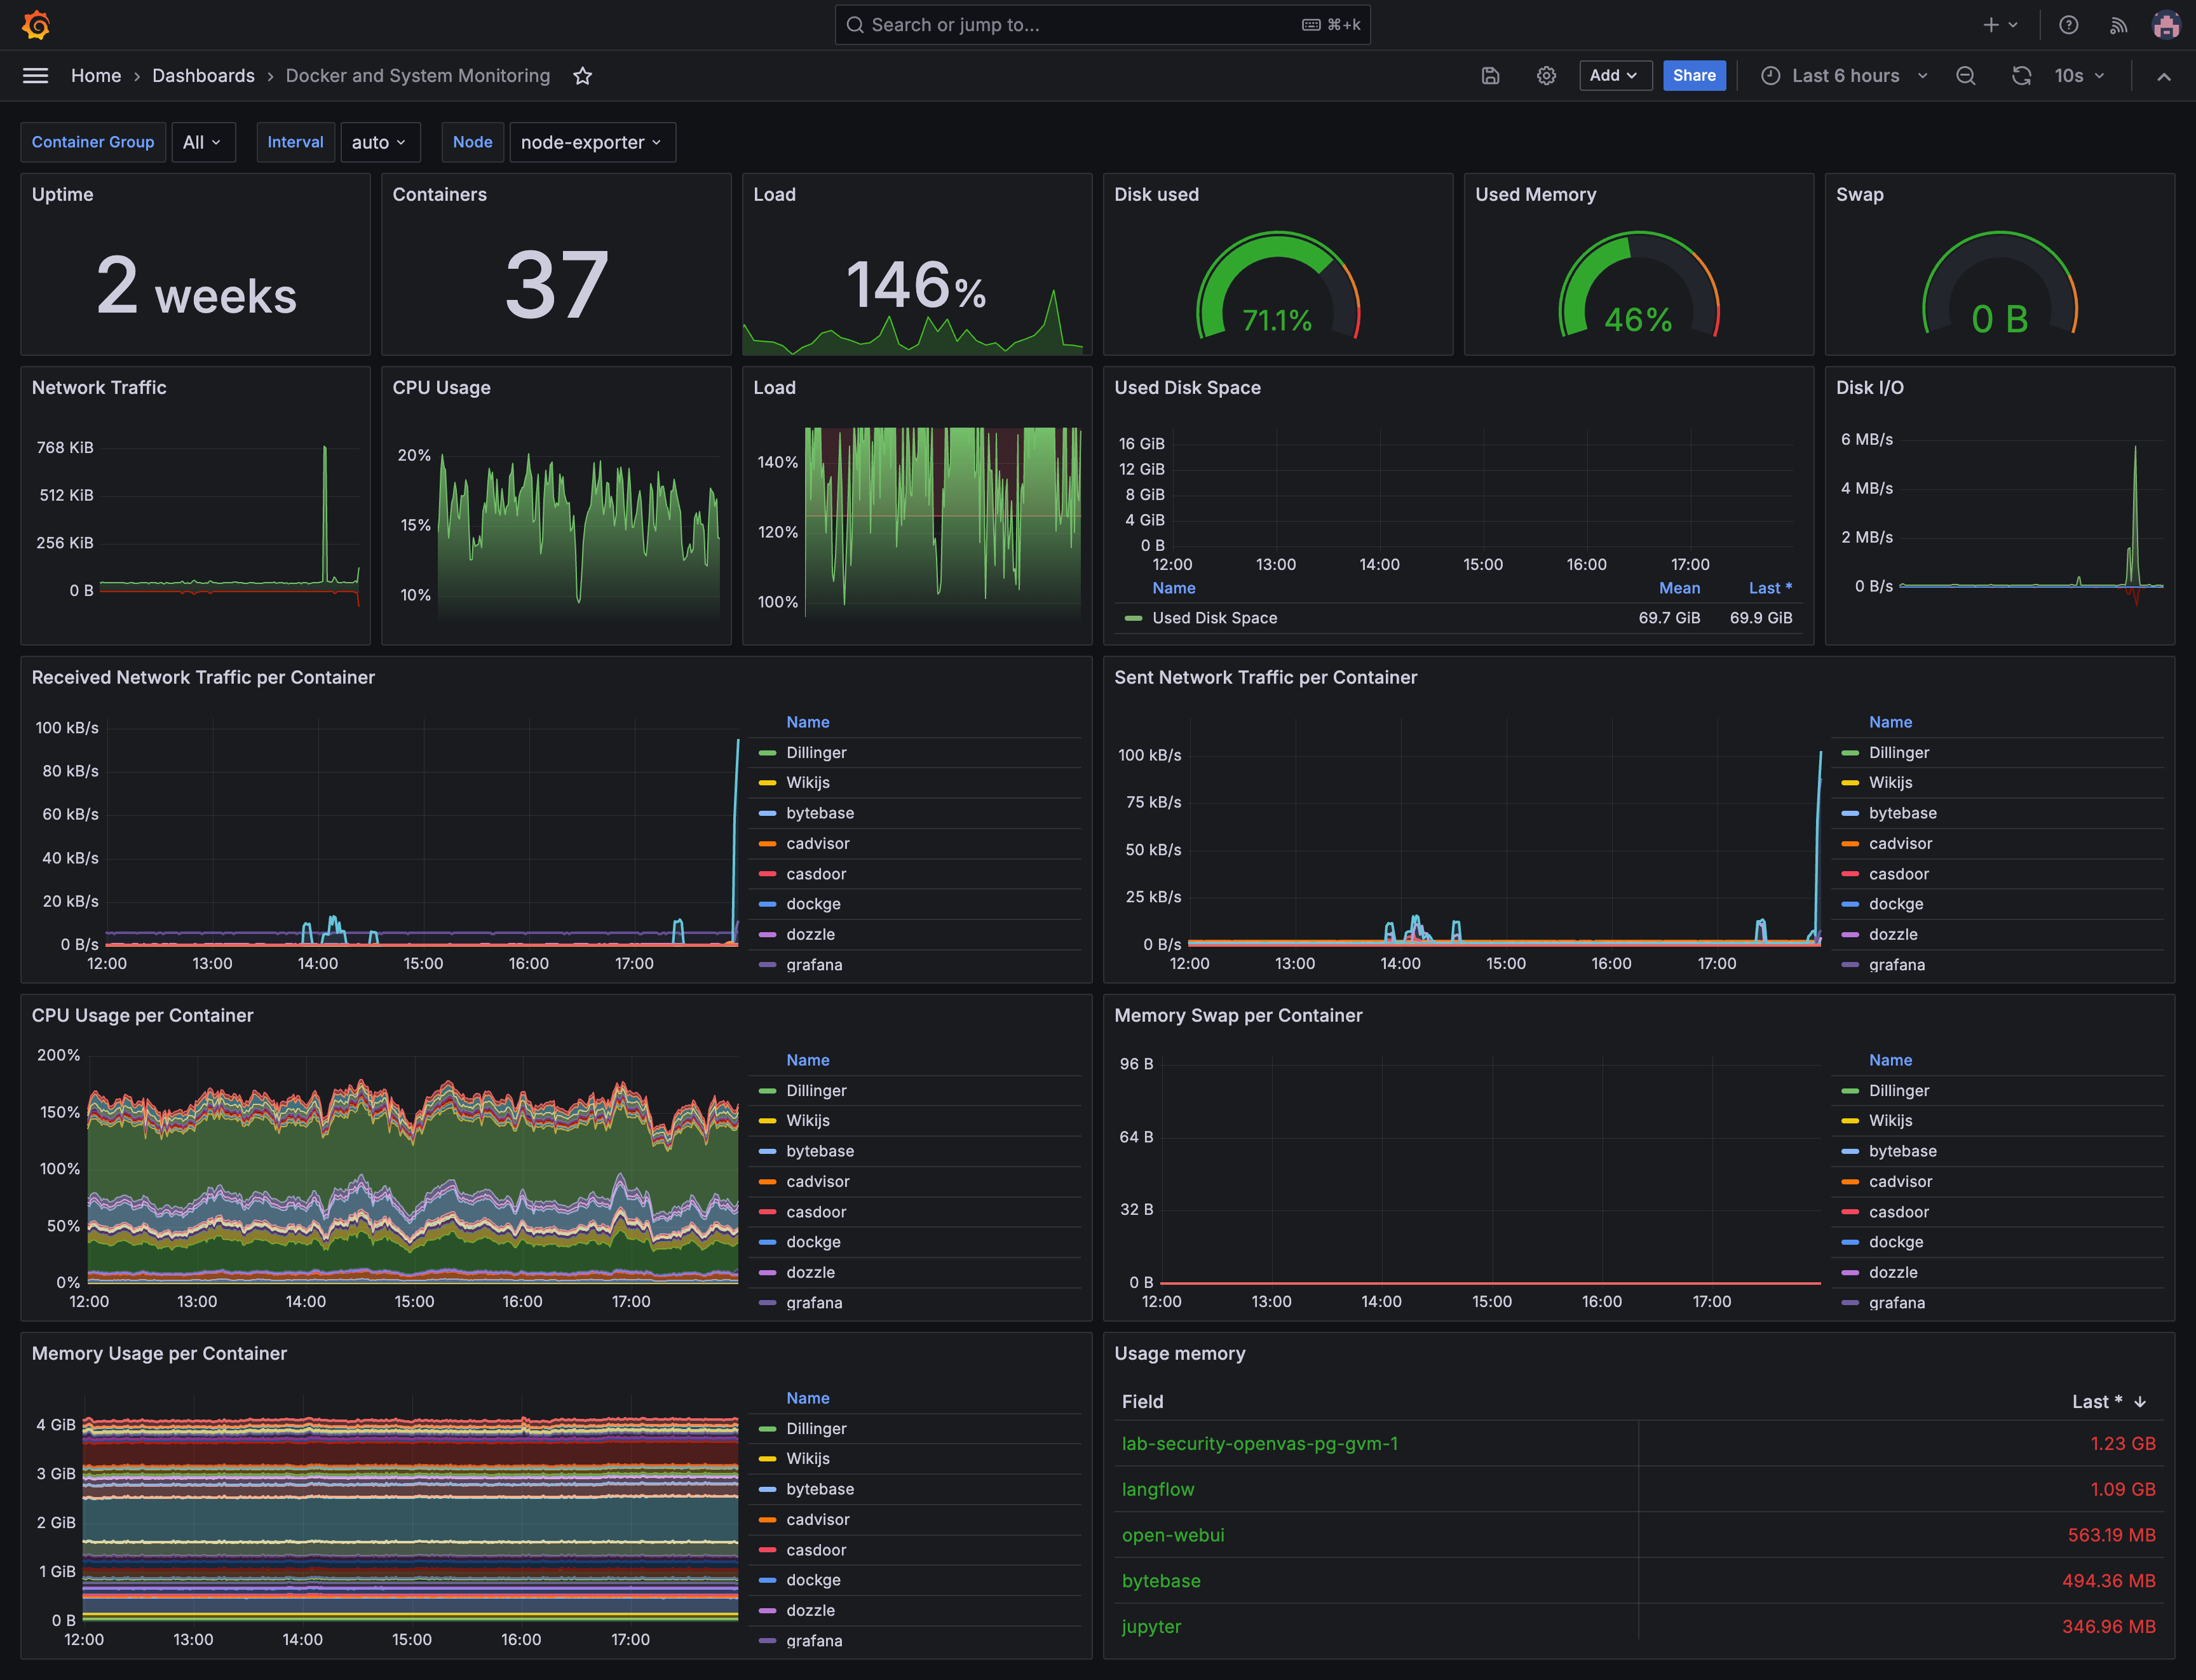 Search or jump to...
⌘+k
Home › Dashboards › Docker and System Monitoring
Add
Share
Last 6 hours
10s
Container Group
All
Interval
auto
Node
node-exporter
Uptime
2 weeks
Containers
37
Load
146%
Disk used
71.1%
Used Memory
46%
Swap
0 B
Network Traffic
768 KiB
512 KiB
256 KiB
0 B
CPU Usage
20%
15%
10%
Load
140%
120%
100%
Used Disk Space
16 GiB
12 GiB
8 GiB
4 GiB
0 B
12:00 13:00 14:00 15:00 16:00 17:00
Name Mean Last *
Used Disk Space 69.7 GiB 69.9 GiB
Disk I/O
6 MB/s
4 MB/s
2 MB/s
0 B/s
Received Network Traffic per Container
100 kB/s
80 kB/s
60 kB/s
40 kB/s
20 kB/s
0 B/s
12:00 13:00 14:00 15:00 16:00 17:00
Name
Dillinger
Wikijs
bytebase
cadvisor
casdoor
dockge
dozzle
grafana
Sent Network Traffic per Container
100 kB/s
75 kB/s
50 kB/s
25 kB/s
0 B/s
12:00 13:00 14:00 15:00 16:00 17:00
Name
Dillinger
Wikijs
bytebase
cadvisor
casdoor
dockge
dozzle
grafana
CPU Usage per Container
200%
150%
100%
50%
0%
12:00 13:00 14:00 15:00 16:00 17:00
Name
Dillinger
Wikijs
bytebase
cadvisor
casdoor
dockge
dozzle
grafana
Memory Swap per Container
96 B
64 B
32 B
0 B
12:00 13:00 14:00 15:00 16:00 17:00
Name
Dillinger
Wikijs
bytebase
cadvisor
casdoor
dockge
dozzle
grafana
Memory Usage per Container
4 GiB
3 GiB
2 GiB
1 GiB
0 B
12:00 13:00 14:00 15:00 16:00 17:00
Name
Dillinger
Wikijs
bytebase
cadvisor
casdoor
dockge
dozzle
grafana
Usage memory
Field Last *
lab-security-openvas-pg-gvm-1 1.23 GB
langflow 1.09 GB
open-webui 563.19 MB
bytebase 494.36 MB
jupyter 346.96 MB